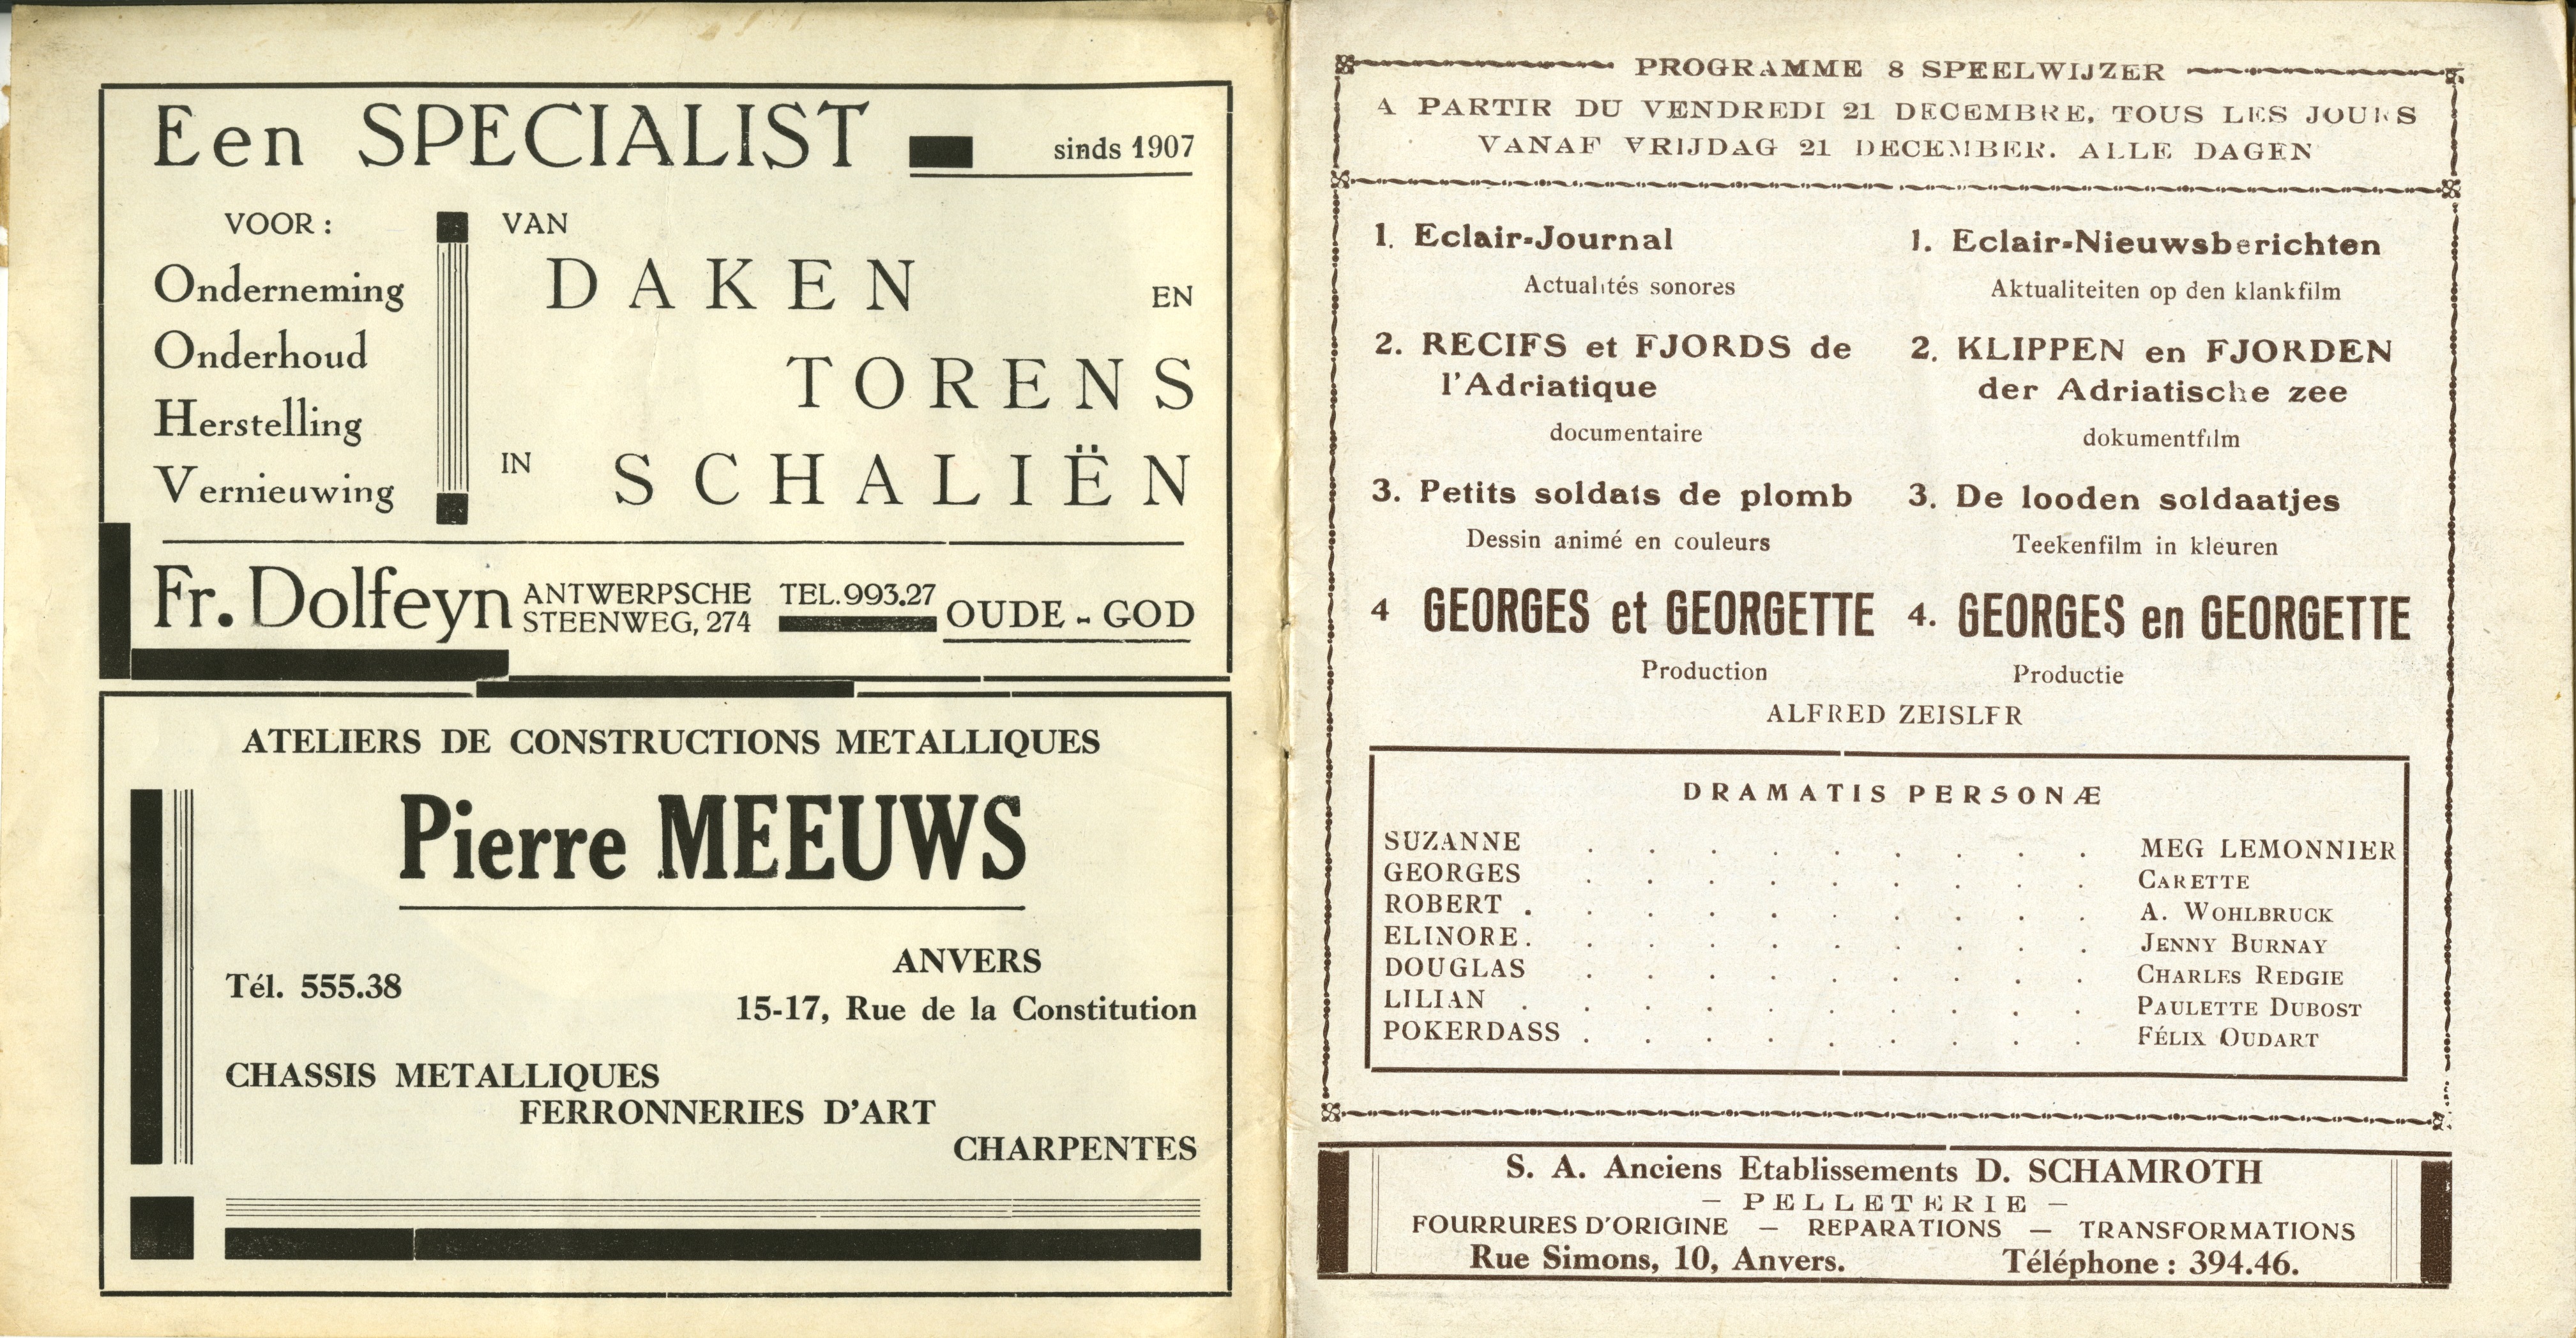 Een SPECIALIST
sinds 1907
VOOR :
Onderneming
Onderhoud
Herstelling
Vernieuwing
VAN
DAKEN
EN
TORENS
IN SCHALIËN
Fr. Dolfeyn
ANTWERPSCHE
STEENWEG, 274
TEL. 993.27
OUDE - GOD
ATELIERS DE CONSTRUCTIONS METALLIQUES
Pierre MEEUWS
Tél. 555.38
ANVERS
15-17, Rue de la Constitution
CHASSIS METALLIQUES
FERRONNERIES D'ART
CHARPENTES
PROGRAMME 8 SPEELWIJZER
A PARTIR DU VENDREDI 21 DECEMBRE, TOUS LES JOURS
VANAF VRIJDAG 21 DECEMBER. ALLE DAGEN
1. Eclair-Journal
Actualités sonores
2. RECIFS et FJORDS de
l'Adriatique
documentaire
3. Petits soldats de plomb
Dessin animé en couleurs
4 GEORGES et GEORGETTE
Production
1. Eclair-Nieuwsberichten
Aktualiteiten op den klankfilm
2. KLIPPEN en FJORDEN
der Adriatische zee
dokumentfilm
3. De looden soldaatjes
Teekenfilm in kleuren
4. GEORGES en GEORGETTE
Productie
ALFRED ZEISLER
DRAMATIS PERSONÆ
SUZANNE . . . . . . . . . MEG LEMONNIER
GEORGES . . . . . . . . . CARETTE
ROBERT . . . . . . . . . . A. WOHLBRUCK
ELINORE . . . . . . . . . . JENNY BURNAY
DOUGLAS . . . . . . . . . CHARLES REDGIE
LILIAN . . . . . . . . . . PAULETTE DUBOST
POKERDASS . . . . . . . . . FÉLIX OUDART
S. A. Anciens Etablissements D. SCHAMROTH
— PELLETERIE —
FOURRURES D'ORIGINE — REPARATIONS — TRANSFORMATIONS
Rue Simons, 10, Anvers. Téléphone : 394.46.